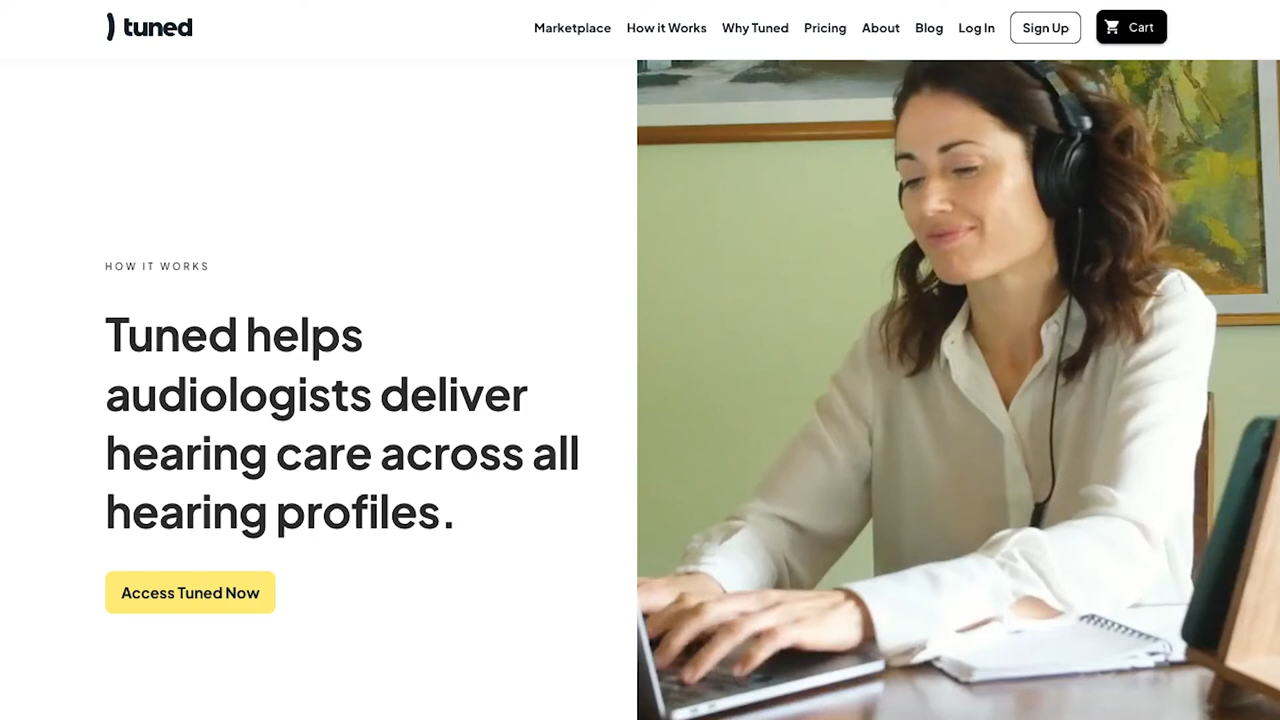 tuned
Marketplace How it Works Why Tuned Pricing About Blog Log In Sign Up Cart
HOW IT WORKS
Tuned helps
audiologists deliver
hearing care across all
hearing profiles.
Access Tuned Now